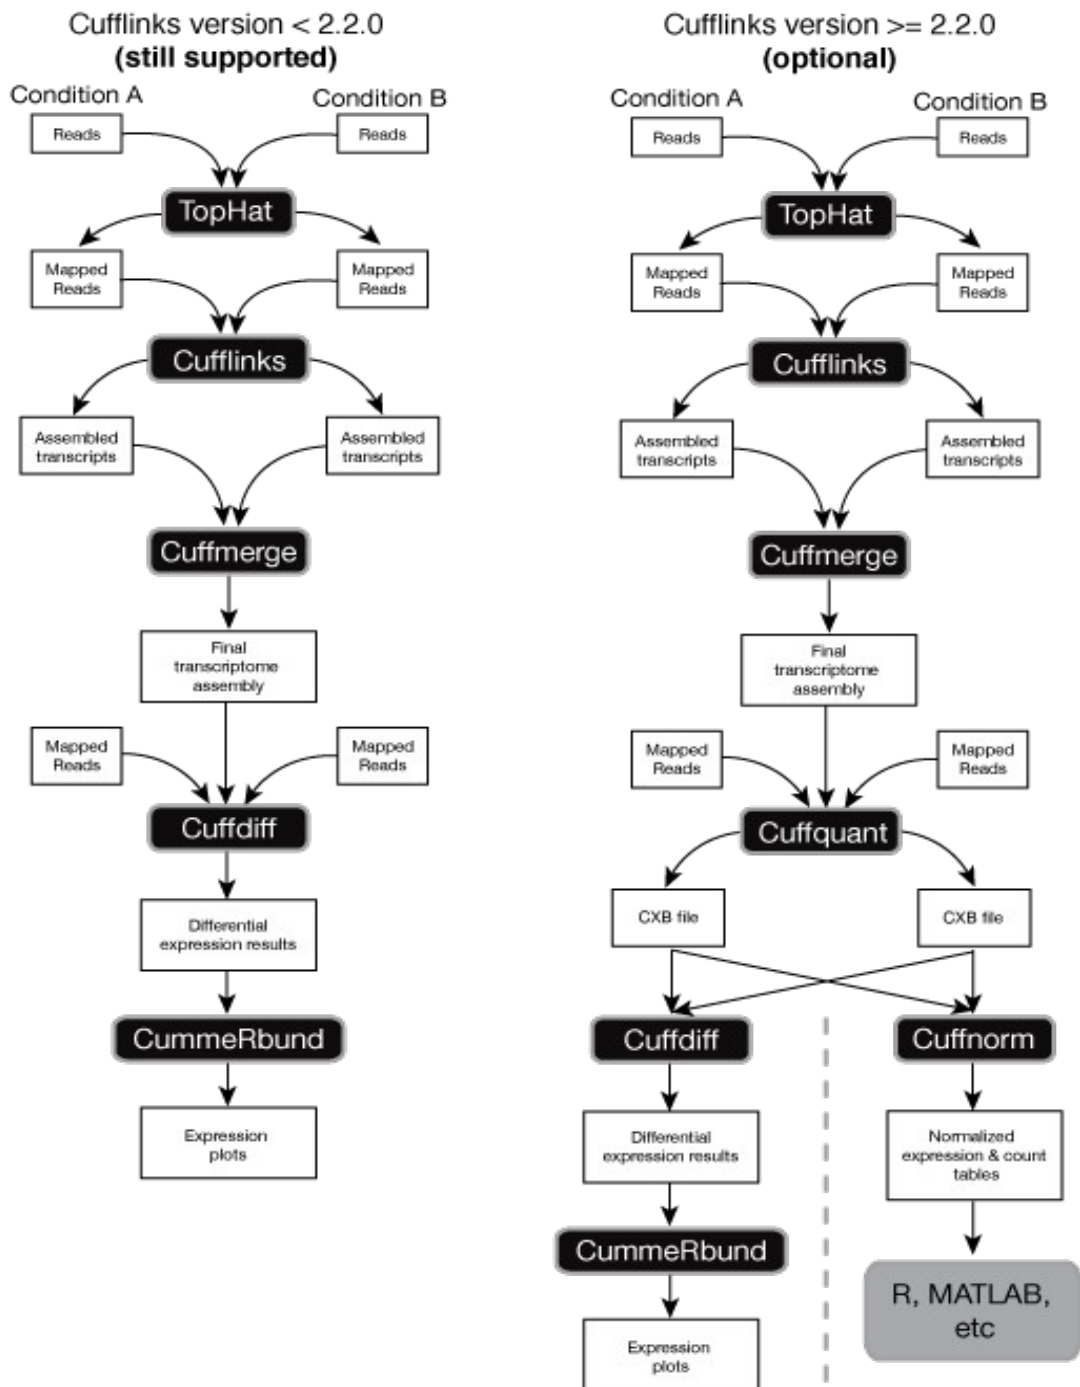 Cufflinks version < 2.2.0
(still supported)
Condition A
Condition B
Reads
Reads
TopHat
Mapped
Reads
Mapped
Reads
Cufflinks
Assembled
transcripts
Assembled
transcripts
Cuffmerge
Final
transcriptome
assembly
Mapped
Reads
Mapped
Reads
Cuffdiff
Differential
expression results
CummeRbund
Expression
plots
Cufflinks version >= 2.2.0
(optional)
Condition A
Condition B
Reads
Reads
TopHat
Mapped
Reads
Mapped
Reads
Cufflinks
Assembled
transcripts
Assembled
transcripts
Cuffmerge
Final
transcriptome
assembly
Mapped
Reads
Mapped
Reads
Cuffquant
CXB file
CXB file
Cuffdiff
Differential
expression results
CummeRbund
Expression
plots
Cuffnorm
Normalized
expression & count
tables
R, MATLAB,
etc